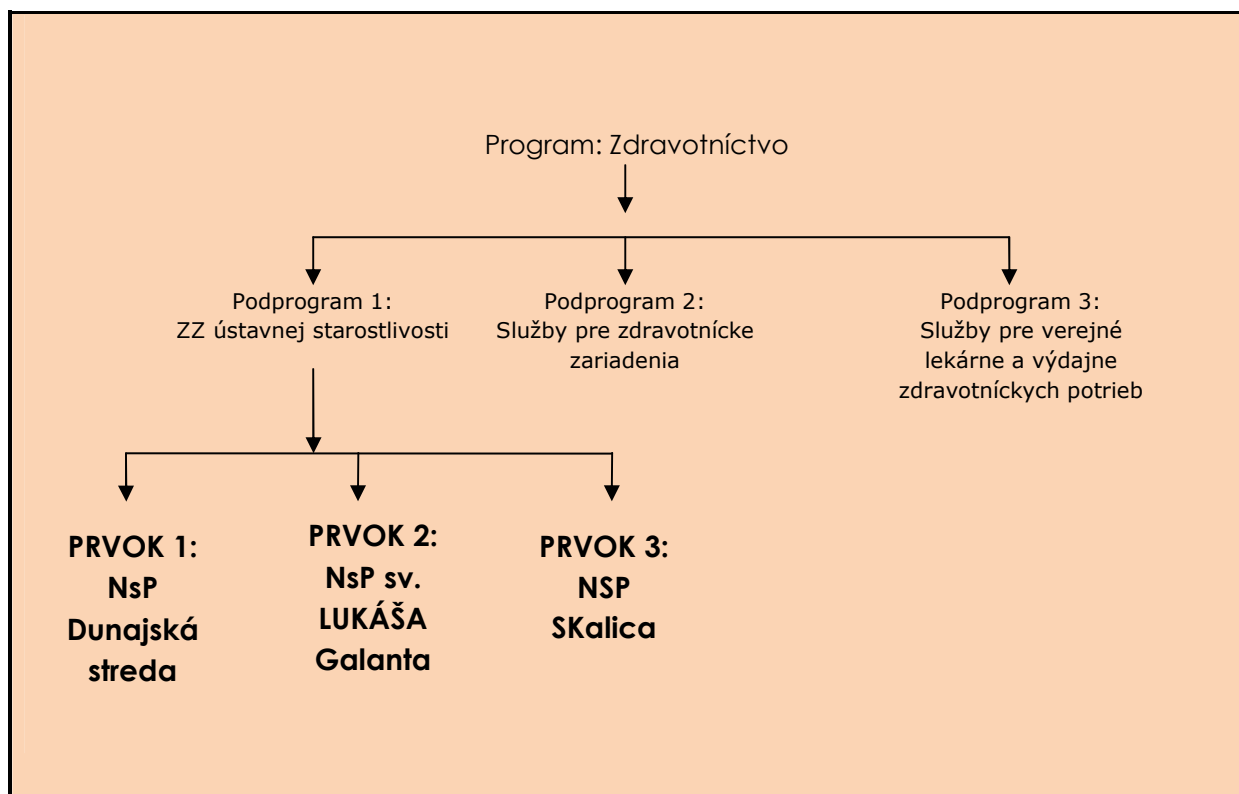 Program: Zdravotníctvo
Podprogram 1:
ZZ ústavnej starostlivosti
Podprogram 2:
Služby pre zdravotnícke
zariadenia
Podprogram 3:
Služby pre verejné
lekárne a výdajne
zdravotníckych potrieb
PRVOK 1:
NsP
Dunajská
streda
PRVOK 2:
NsP sv.
LUKÁŠA
Galanta
PRVOK 3:
NSP
SKalica